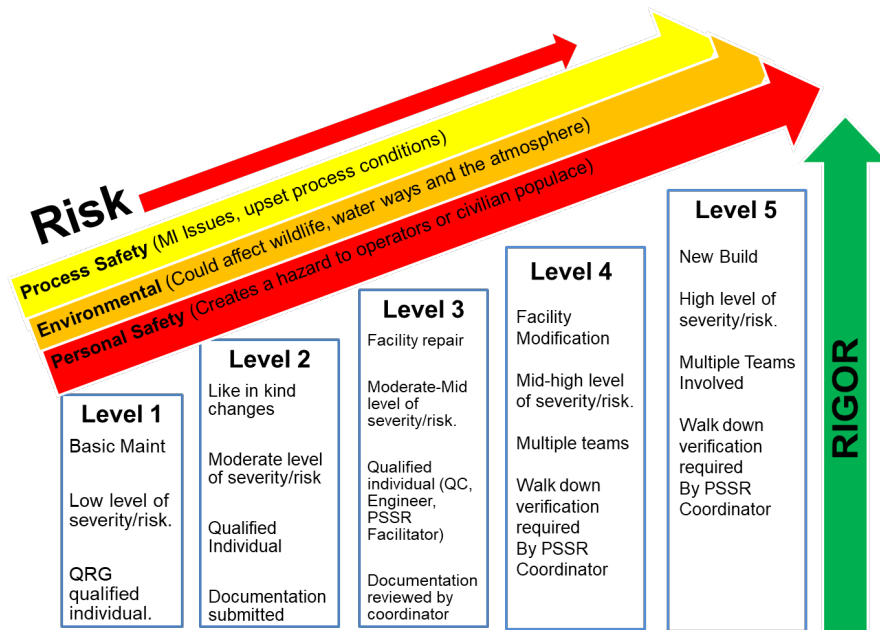 Risk
Process Safety (MI Issues, upset process conditions)
Environmental (Could affect wildlife, water ways and the atmosphere)
Personal Safety (Creates a hazard to operators or civilian populace)
Level 1
Basic Maint
Low level of
severity/risk.
QRG
qualified
individual.
Level 2
Like in kind
changes
Moderate level
of severity/risk
Qualified
Individual
Documentation
submitted
Level 3
Facility repair
Moderate-Mid
level of
severity/risk.
Qualified
individual (QC,
Engineer,
PSSR
Facilitator)
Documentation
reviewed by
coordinator
Level 4
Facility
Modification
Mid-high level
of severity/risk.
Multiple teams
Walk down
verification
required
By PSSR
Coordinator
Level 5
New Build
High level of
severity/risk.
Multiple Teams
Involved
Walk down
verification
required
By PSSR
Coordinator
RIGOR